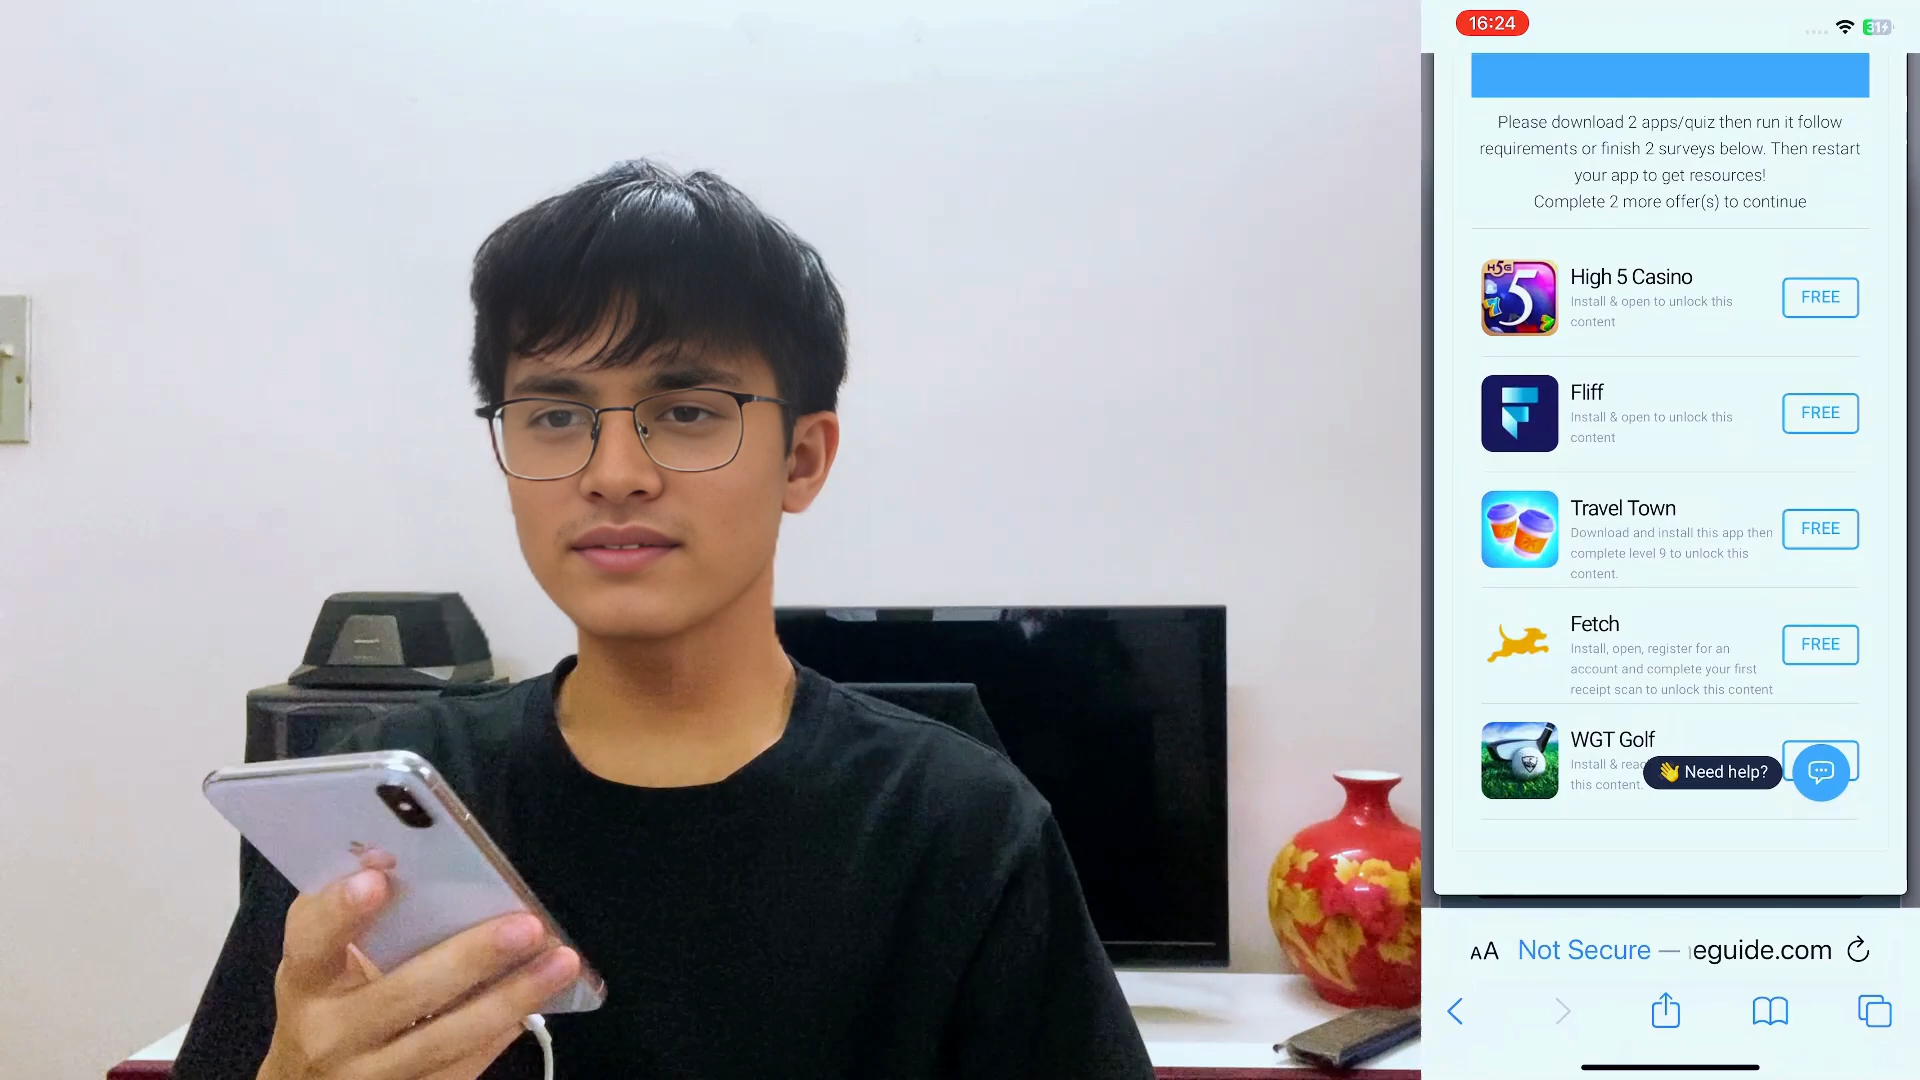 16:24
31
Please download 2 apps/quiz then run it follow
requirements or finish 2 surveys below. Then restart
your app to get resources!
Complete 2 more offer(s) to continue
H5G
5
7
High 5 Casino
Install & open to unlock this
content
FREE
F
Fliff
Install & open to unlock this
content
FREE
Travel Town
Download and install this app then
complete level 9 to unlock this
content.
FREE
Fetch
Install, open, register for an
account and complete your first
receipt scan to unlock this content
FREE
WGT Golf
Install &
this content.
👋 Need help?
AA Not Secure — eguide.com